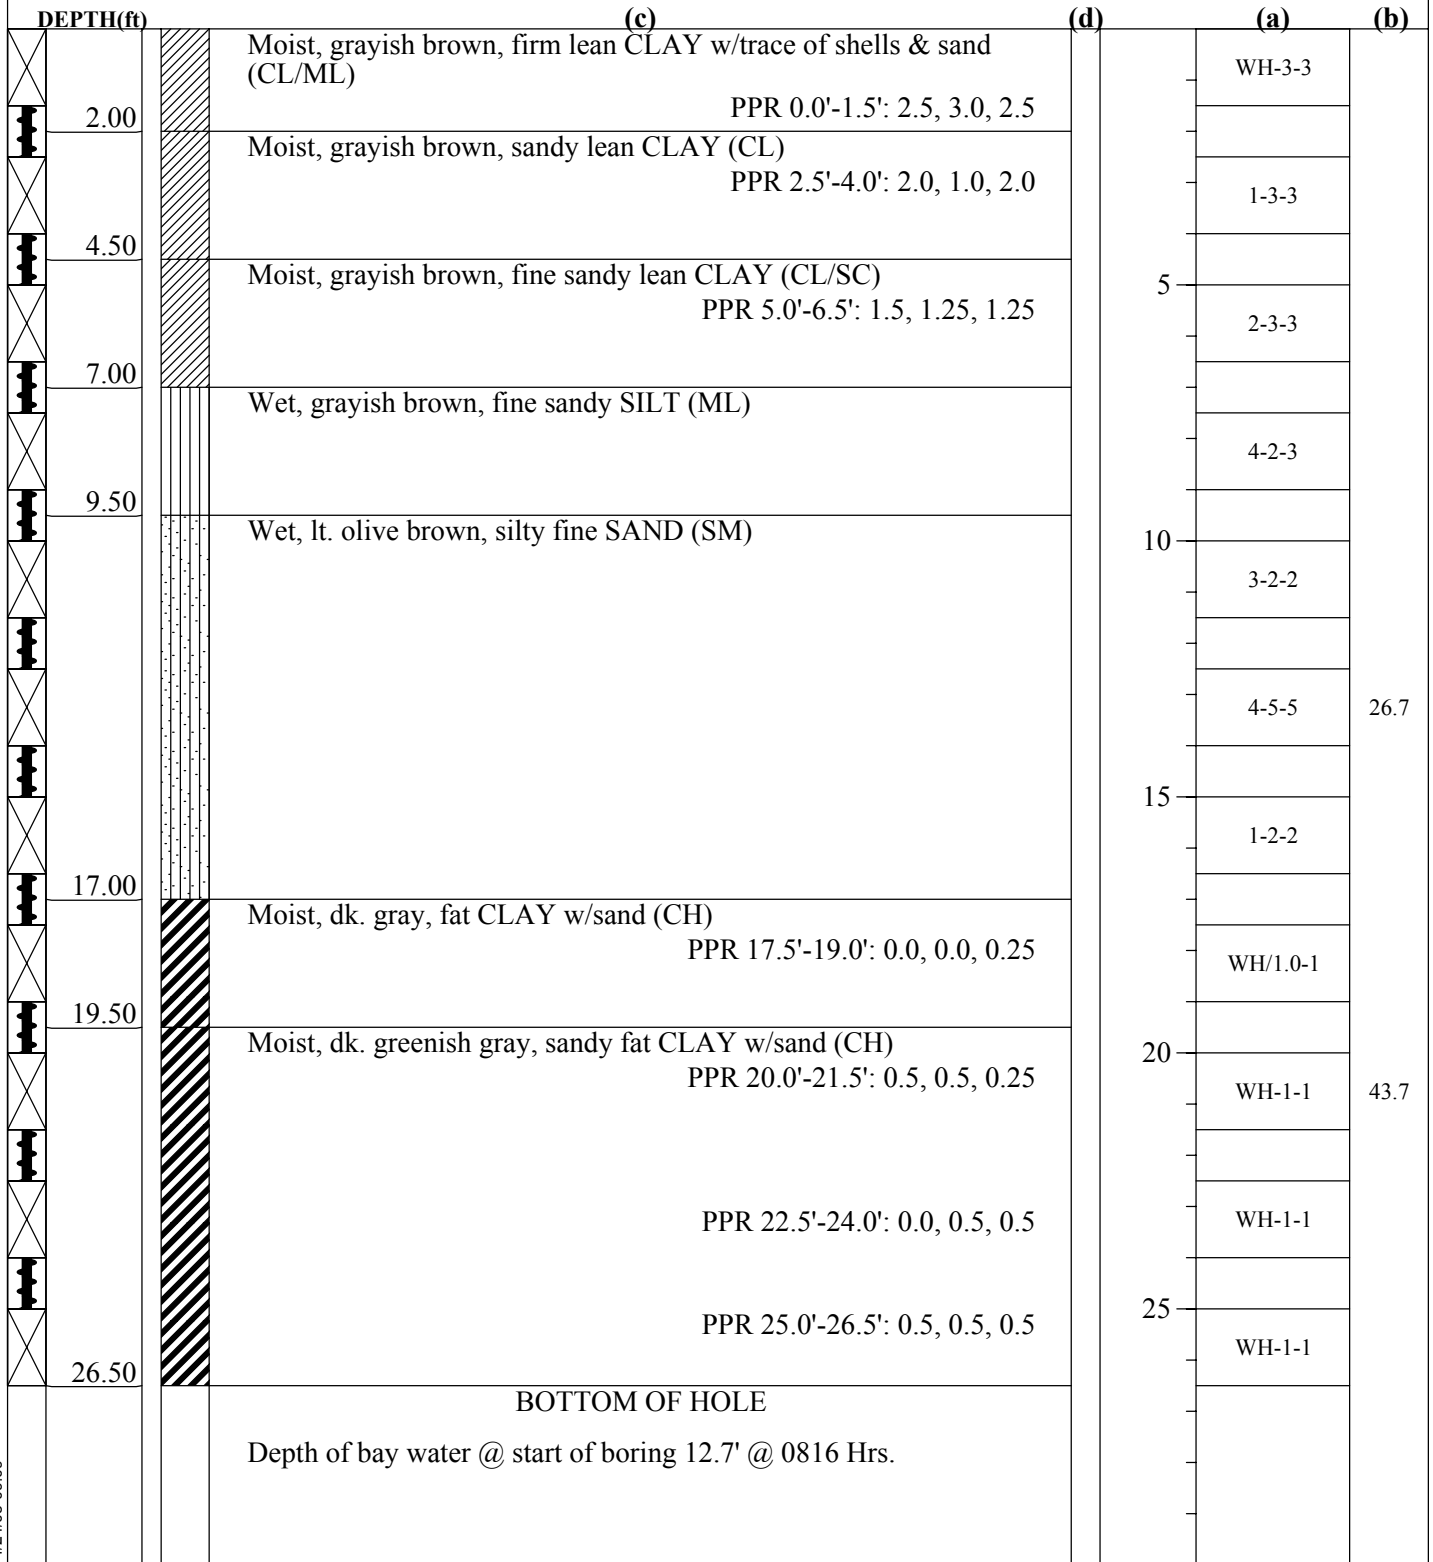 DEPTH(ft) (c) (d) (a) (b)
Moist, grayish brown, firm lean CLAY w/trace of shells & sand
(CL/ML)
WH-3-3
PPR 0.0'-1.5': 2.5, 3.0, 2.5
2.00
Moist, grayish brown, sandy lean CLAY (CL)
PPR 2.5'-4.0': 2.0, 1.0, 2.0
1-3-3
4.50
Moist, grayish brown, fine sandy lean CLAY (CL/SC)
5
PPR 5.0'-6.5': 1.5, 1.25, 1.25
2-3-3
7.00
Wet, grayish brown, fine sandy SILT (ML)
4-2-3
9.50
Wet, lt. olive brown, silty fine SAND (SM)
10
3-2-2
4-5-5 26.7
15
1-2-2
17.00
Moist, dk. gray, fat CLAY w/sand (CH)
PPR 17.5'-19.0': 0.0, 0.0, 0.25
WH/1.0-1
19.50
Moist, dk. greenish gray, sandy fat CLAY w/sand (CH)
20
PPR 20.0'-21.5': 0.5, 0.5, 0.25
WH-1-1 43.7
PPR 22.5'-24.0': 0.0, 0.5, 0.5
WH-1-1
25
PPR 25.0'-26.5': 0.5, 0.5, 0.5
WH-1-1
26.50
BOTTOM OF HOLE
Depth of bay water @ start of boring 12.7' @ 0816 Hrs.